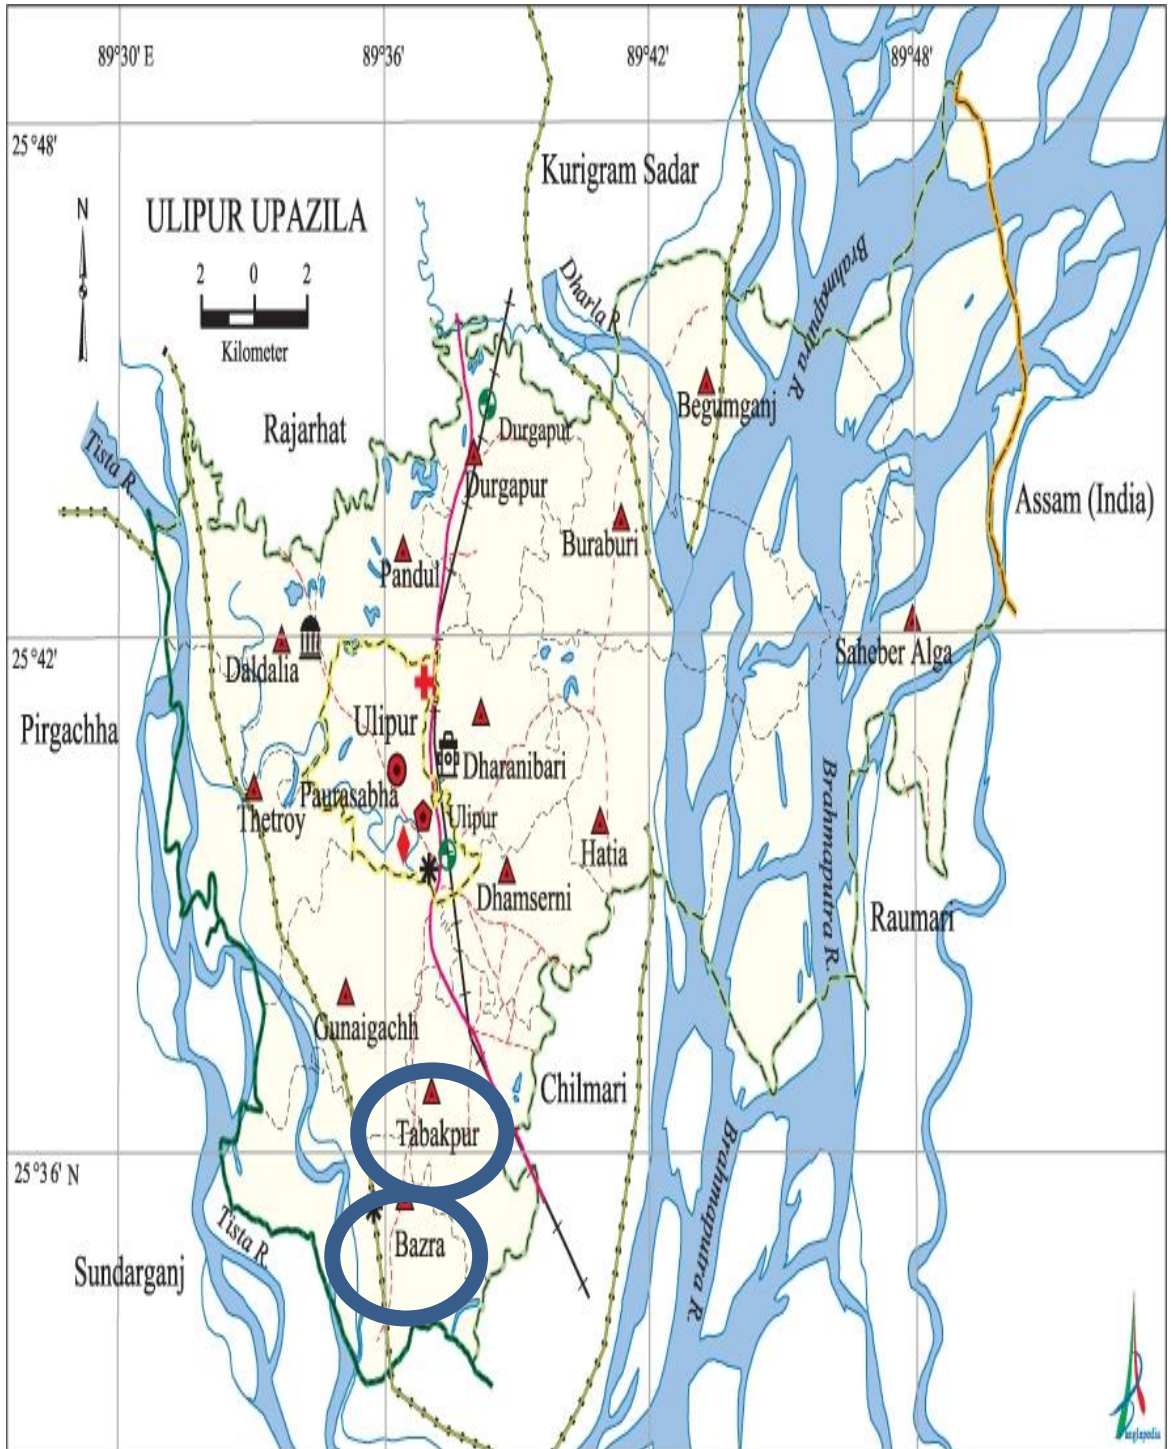 89°30' E
89°36'
89°42'
89°48'
25°48'
Kurigram Sadar
N
ULIPUR UPAZILA
2 0 2
Kilometer
Dharla R.
Brahmaputra R.
Begumganj
Rajarhat
Durgapur
Tista R.
Durgapur
Assam (India)
Buraburi
Pandul
25°42'
Saheber Alga
Daldalia
Pirgachha
Ulipur
Dharanibari
Paurasabha
Thetroy
Ulipur
Hatia
Brahmaputra R.
Dhamserni
Raumari
Gunaigachh
Chilmari
Tabakpur
25°36' N
Brahmaputra R.
Tista R.
Bazra
Sundarganj
anglapedia